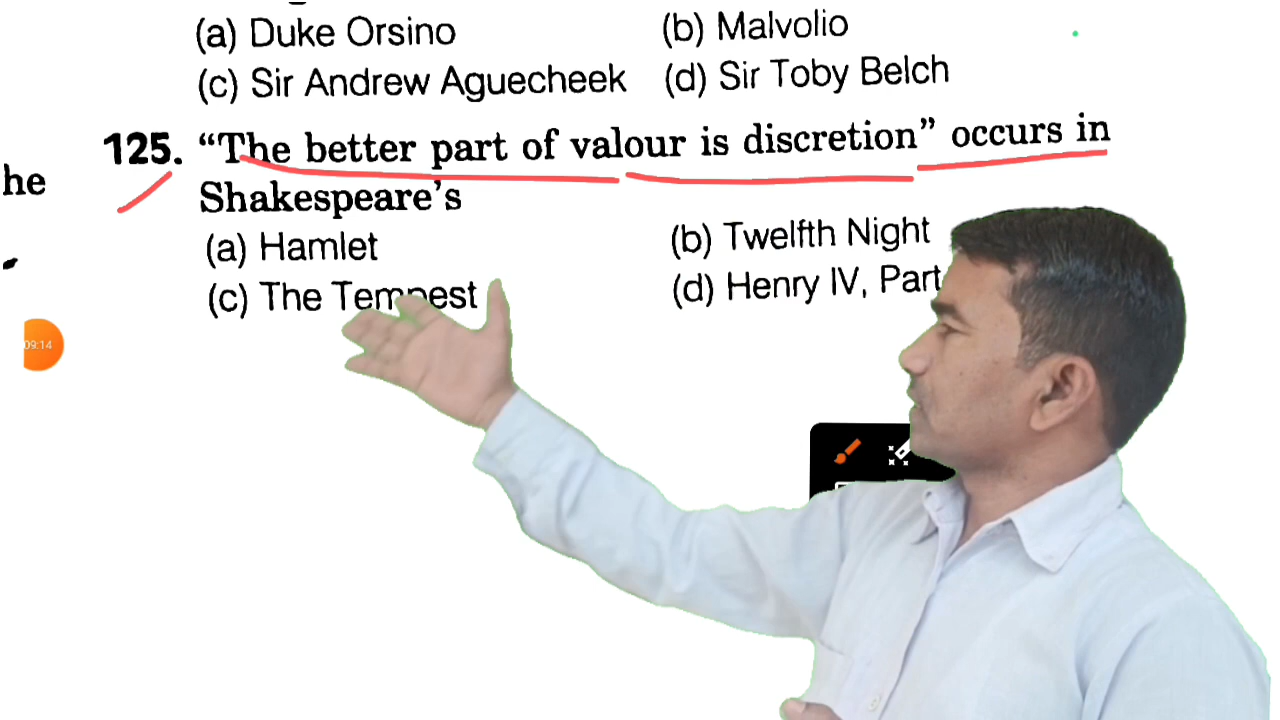 (a) Duke Orsino (b) Malvolio
(c) Sir Andrew Aguecheek (d) Sir Toby Belch
125. “The better part of valour is discretion” occurs in
he
Shakespeare’s
(a) Hamlet (b) Twelfth Night
(c) The Tempest (d) Henry IV, Part
09:14